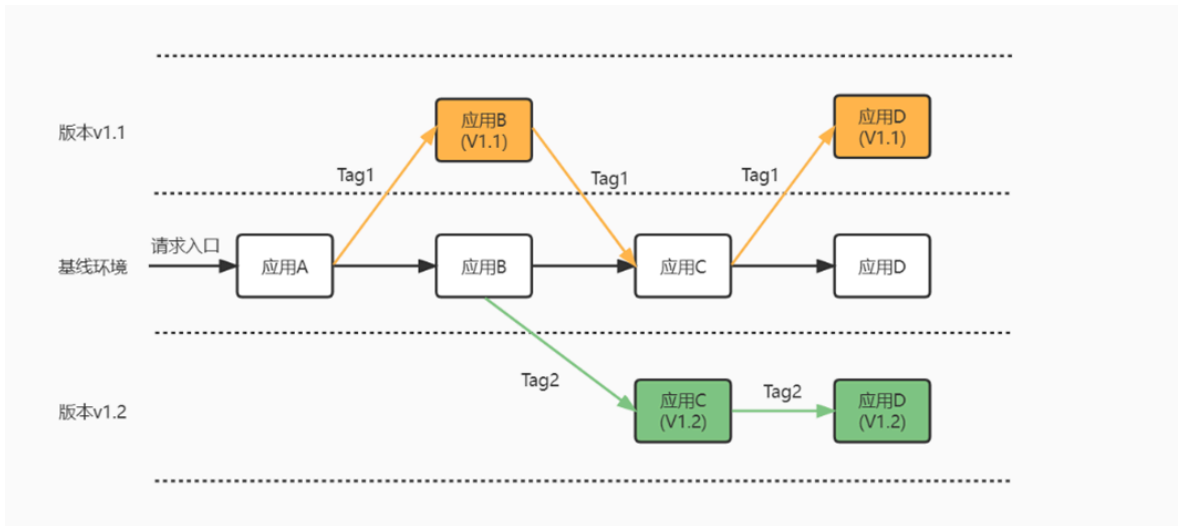 版本v1.1
应用B
(V1.1)
应用D
(V1.1)
Tag1
Tag1
Tag1
基线环境
请求入口
应用A
应用B
应用C
应用D
Tag2
Tag2
版本v1.2
应用C
(V1.2)
应用D
(V1.2)